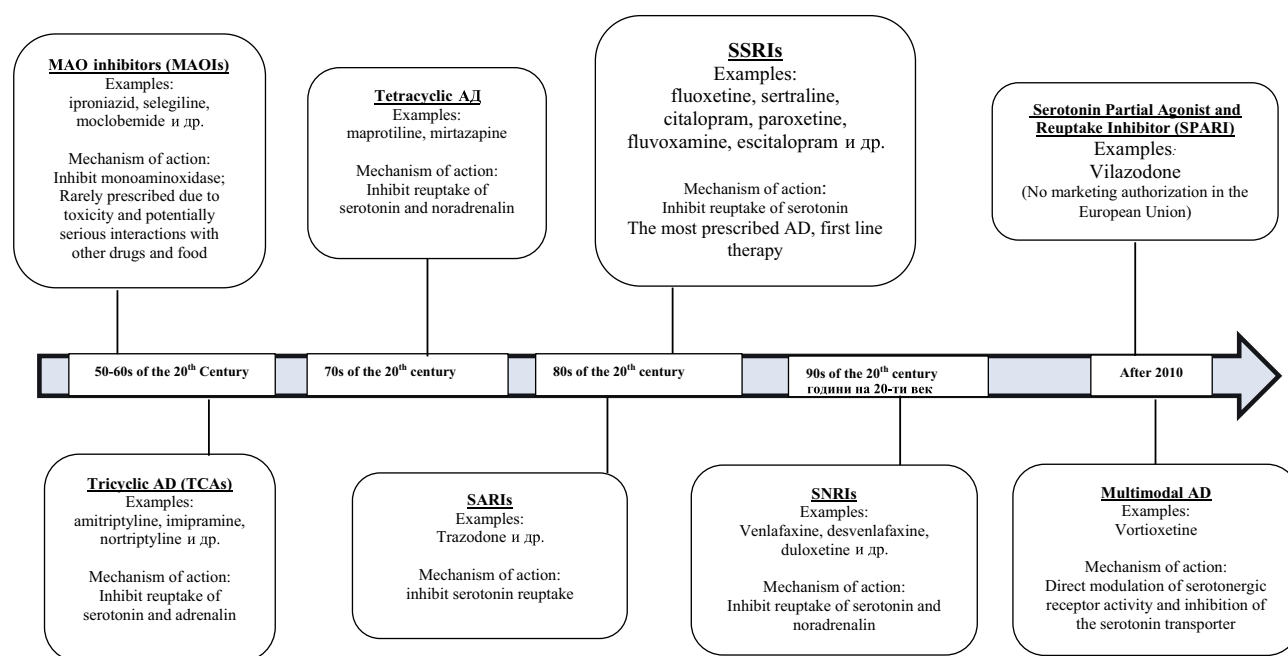 MAO inhibitors (MAOIs)
Examples:
iproniazid, selegiline,
moclobemide и др.
Mechanism of action:
Inhibit monoaminoxidase;
Rarely prescribed due to
toxicity and potentially
serious interactions with
other drugs and food
Tetracyclic АД
Examples:
maprotiline, mirtazapine
Mechanism of action:
Inhibit reuptake of
serotonin and noradrenalin
SSRIs
Examples:
fluoxetine, sertraline,
citalopram, paroxetine,
fluvoxamine, escitalopram и др.
Mechanism of action:
Inhibit reuptake of serotonin
The most prescribed AD, first line
therapy
Serotonin Partial Agonist and
Reuptake Inhibitor (SPARI)
Examples:
Vilazodone
(No marketing authorization in the
European Union)
50-60s of the 20th Century
70s of the 20th century
80s of the 20th century
90s of the 20th century
години на 20-ти век
After 2010
Tricyclic AD (TCAs)
Examples:
amitriptyline, imipramine,
nortriptyline и др.
Mechanism of action:
Inhibit reuptake of
serotonin and adrenalin
SARIs
Examples:
Trazodone и др.
Mechanism of action:
inhibit serotonin reuptake
SNRIs
Examples:
Venlafaxine, desvenlafaxine,
duloxetine и др.
Mechanism of action:
Inhibit reuptake of serotonin and
noradrenalin
Multimodal AD
Examples:
Vortioxetine
Mechanism of action:
Direct modulation of serotonergic
receptor activity and inhibition of
the serotonin transporter